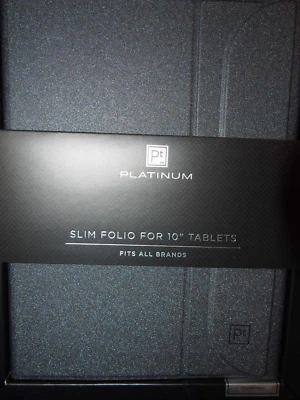 Pt
PLATINUM
SLIM FOLIO FOR 10" TABLETS
FITS ALL BRANDS
Pt